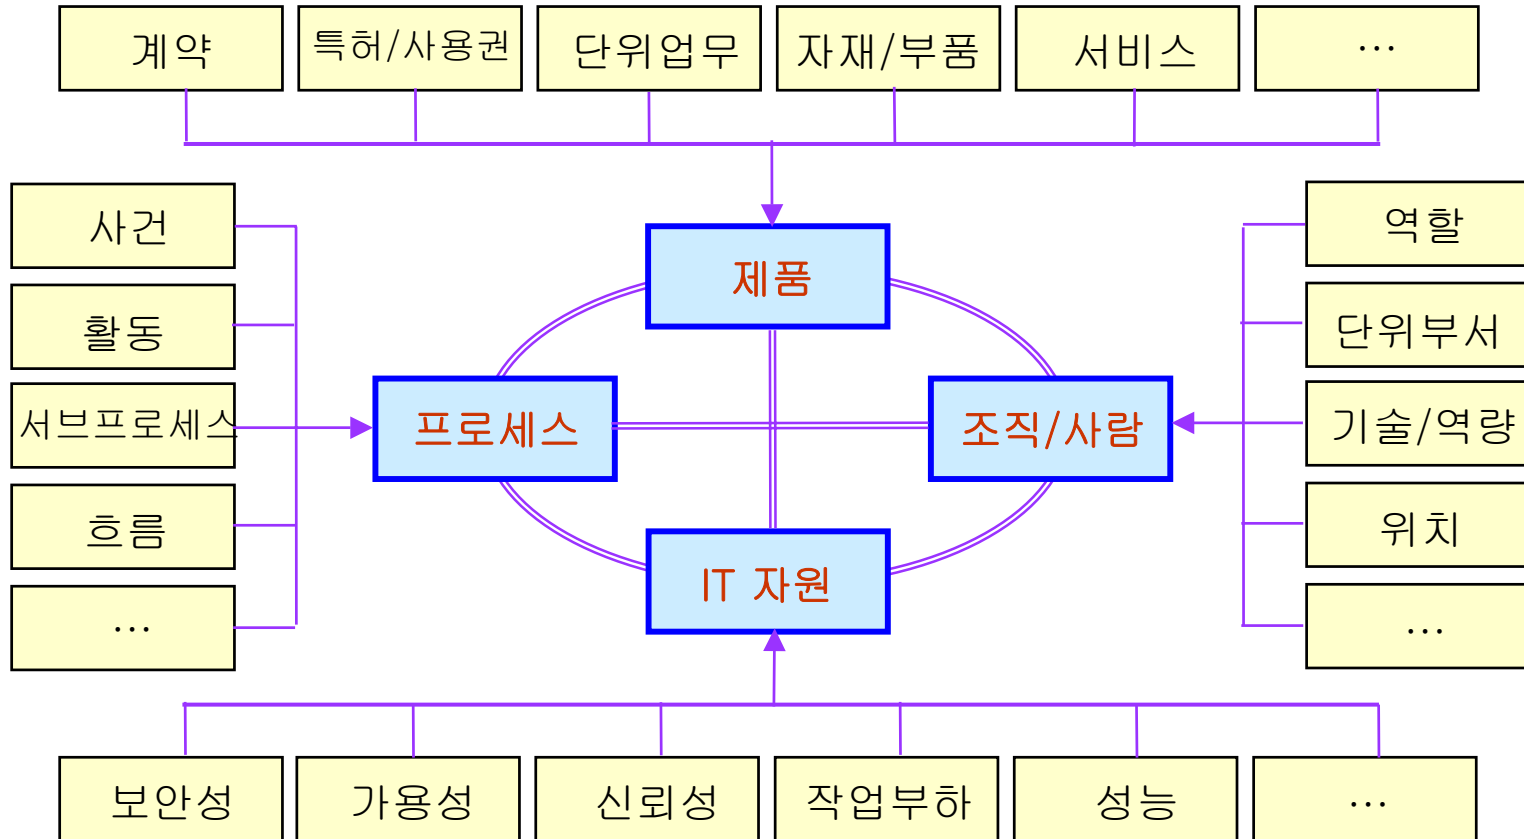 계약
특허/사용권
단위업무
자재/부품
서비스
…
사건
활동
서브프로세스
흐름
…
제품
프로세스
조직/사람
IT 자원
역할
단위부서
기술/역량
위치
…
보안성
가용성
신뢰성
작업부하
성능
…